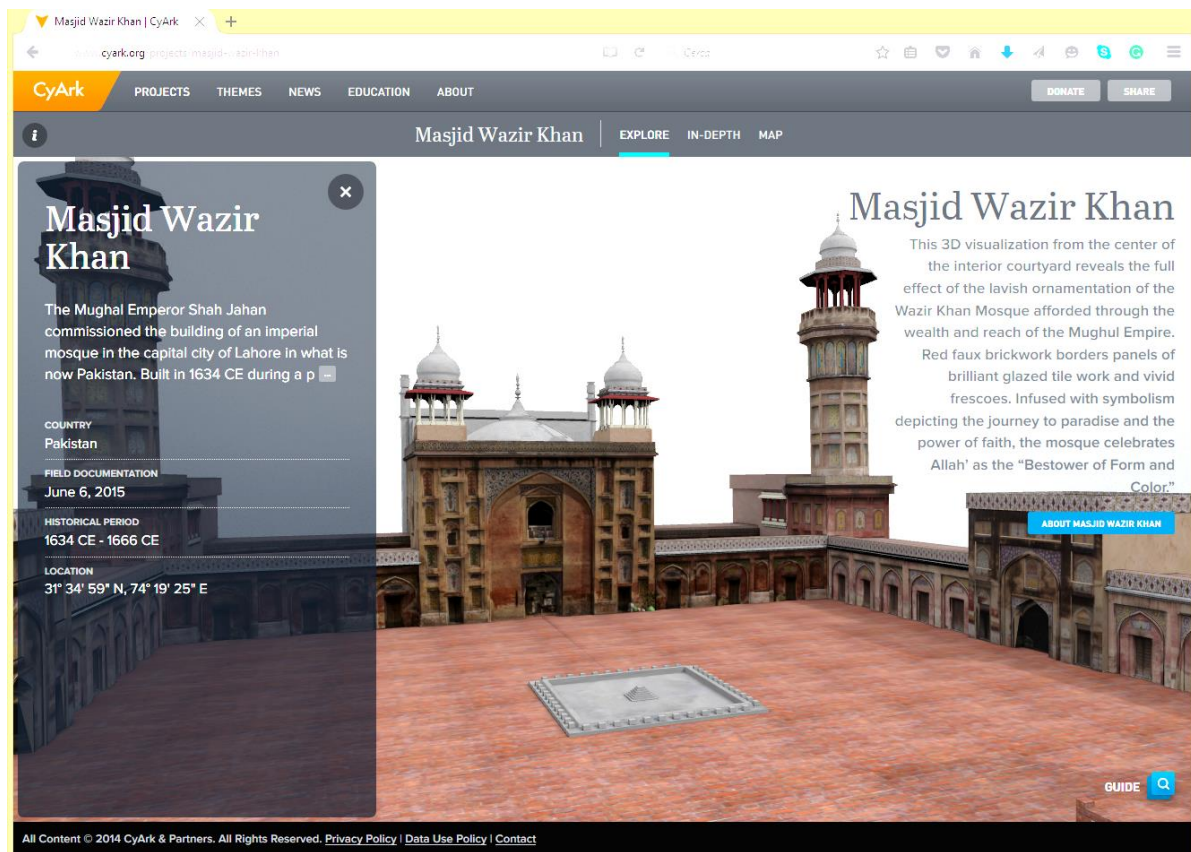 Masjid Wazir Khan | CyArk
cyark.org/projects/masjid-wazir-khan
CyArk
PROJECTS THEMES NEWS EDUCATION ABOUT
DONATE SHARE
Masjid Wazir Khan
EXPLORE IN-DEPTH MAP
Masjid Wazir
Khan
The Mughal Emperor Shah Jahan
commissioned the building of an imperial
mosque in the capital city of Lahore in what is
now Pakistan. Built in 1634 CE during a p
COUNTRY
Pakistan
FIELD DOCUMENTATION
June 6, 2015
HISTORICAL PERIOD
1634 CE - 1666 CE
LOCATION
31° 34' 59" N, 74° 19' 25" E
Masjid Wazir Khan
This 3D visualization from the center of
the interior courtyard reveals the full
effect of the lavish ornamentation of the
Wazir Khan Mosque afforded through the
wealth and reach of the Mughul Empire.
Red faux brickwork borders panels of
brilliant glazed tile work and vivid
frescoes. Infused with symbolism
depicting the journey to paradise and the
power of faith, the mosque celebrates
Allah' as the “Bestower of Form and
Color.”
ABOUT MASJID WAZIR KHAN
GUIDE
All Content © 2014 CyArk & Partners. All Rights Reserved. Privacy Policy | Data Use Policy | Contact